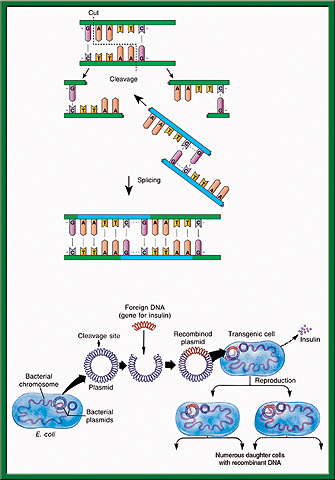 Cut
G A A T T C
C T T A A G
Cleavage
G
C T T A A
A A T T C
G
A A T T C
G
G
C T T A A
Splicing
G A A T T C G A A T T C
C T T A A G C T T A A G
Foreign DNA
(gene for insulin)
Cleavage site
Recombined
plasmid
Transgenic cell
Insulin
Plasmid
Bacterial
chromosome
Reproduction
Bacterial
plasmids
E. coli
Numerous daughter cells
with recombinant DNA